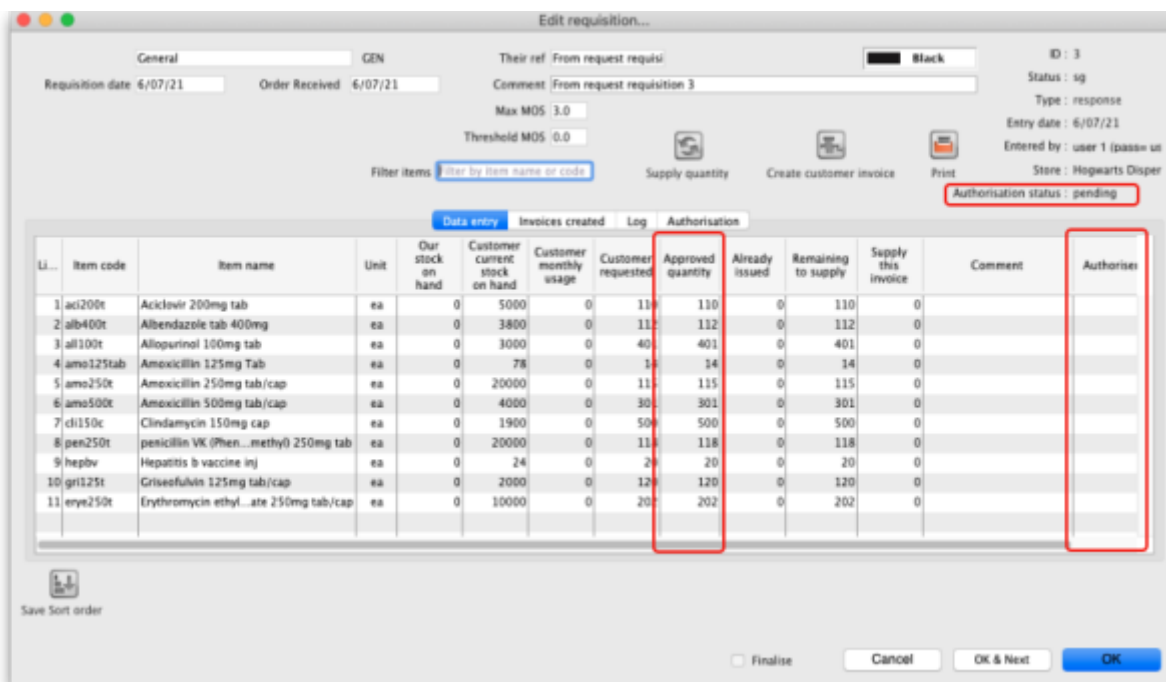 Edit requisition...
General GEN Their ref From request requisi Black ID : 3
Requisition date 6/07/21 Order Received 6/07/21 Comment From request requisition 3 Status : sg
Max MOS 3.0 Type : response
Threshold MOS 0.0 Entry date : 6/07/21
Filter items Filter by item name or code Supply quantity Create customer invoice Print Entered by : user 1 (pass= us
Store : Hogwarts Disper
Authorisation status : pending
Data entry Invoices created Log Authorisation
Li... Item code Item name Unit Our stock on hand Customer current stock on hand Customer monthly usage Customer requested Approved quantity Already issued Remaining to supply Supply this invoice Comment Authoriser
1 aci200t Aciclovir 200mg tab ea 0 5000 0 110 110 0 110 0
2 alb400t Albendazole tab 400mg ea 0 3800 0 112 112 0 112 0
3 all100t Allopurinol 100mg tab ea 0 3000 0 401 401 0 401 0
4 amo125tab Amoxicillin 125mg Tab ea 0 78 0 14 14 0 14 0
5 amo250t Amoxicillin 250mg tab/cap ea 0 20000 0 115 115 0 115 0
6 amo500t Amoxicillin 500mg tab/cap ea 0 4000 0 301 301 0 301 0
7 cli150c Clindamycin 150mg cap ea 0 1900 0 500 500 0 500 0
8 pen250t penicillin VK (Phen...methyl) 250mg tab ea 0 20000 0 118 118 0 118 0
9 hepbv Hepatitis b vaccine inj ea 0 24 0 20 20 0 20 0
10 gri125t Griseofulvin 125mg tab/cap ea 0 2000 0 120 120 0 120 0
11 erye250t Erythromycin ethyl...ate 250mg tab/cap ea 0 10000 0 202 202 0 202 0
Save Sort order
Finalise Cancel OK & Next OK